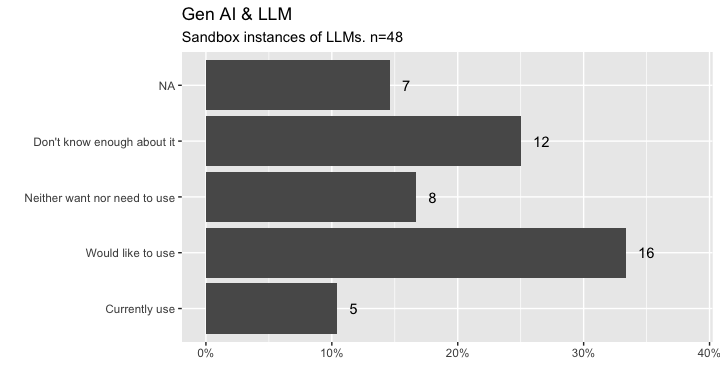 Gen AI & LLM
Sandbox instances of LLMs. n=48
NA
7
Don't know enough about it
12
Neither want nor need to use
8
Would like to use
16
Currently use
5
0% 10% 20% 30% 40%